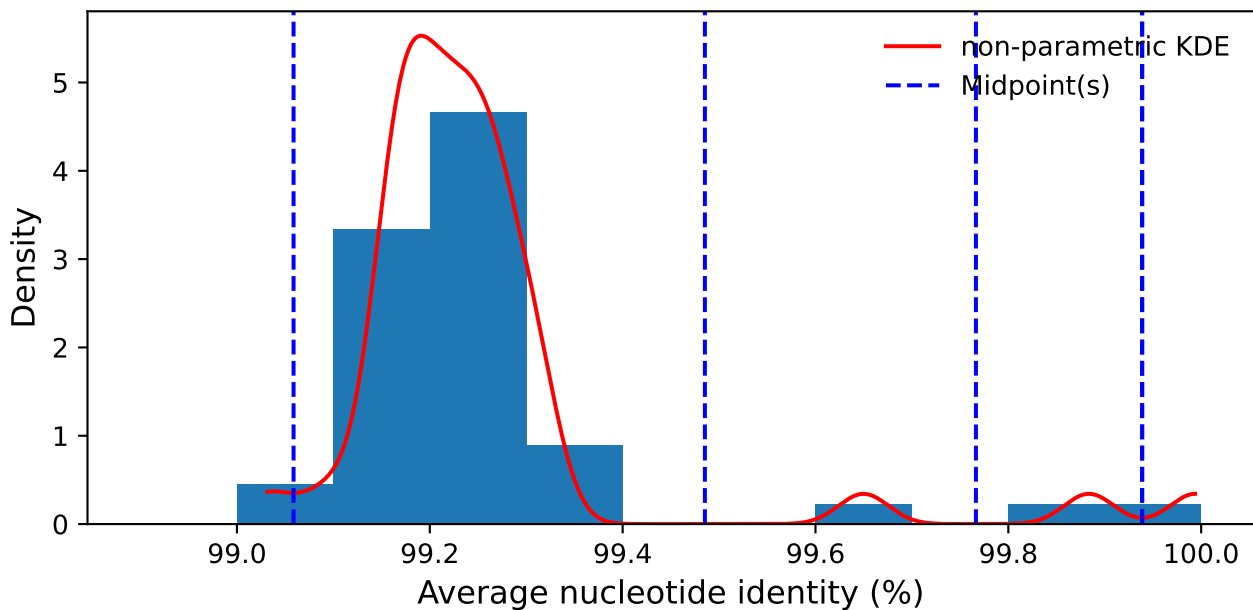 non-parametric KDE
Midpoint(s)
Density
5
4
3
2
1
0
99.0 99.2 99.4 99.6 99.8 100.0
Average nucleotide identity (%)